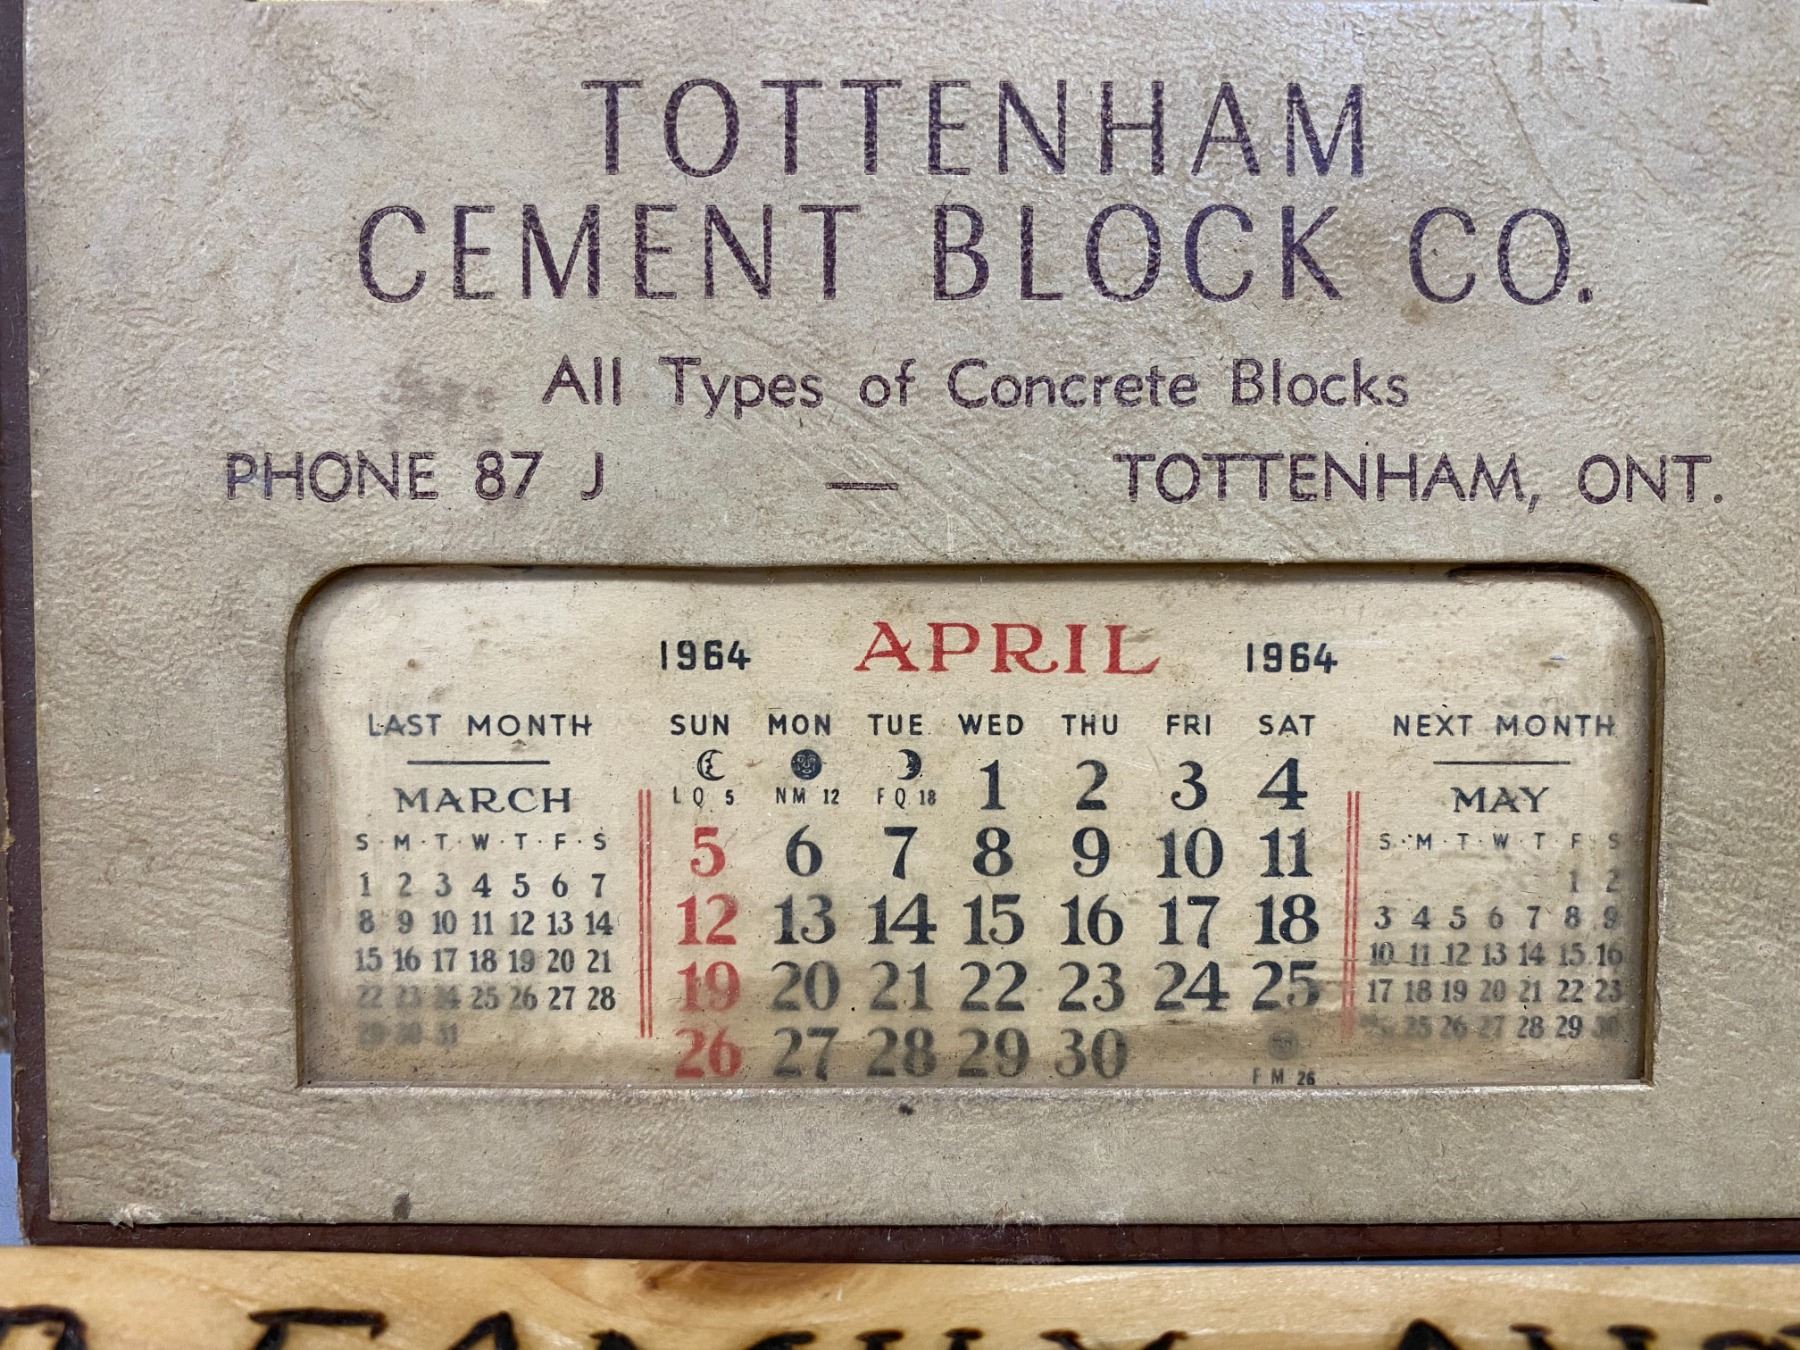 TOTTENHAM
CEMENT BLOCK CO.
All Types of Concrete Blocks
PHONE 87 J — TOTTENHAM, ONT.
1964 APRIL 1964
LAST MONTH
MARCH
S · M · T · W · T · F · S
1 2 3 4 5 6 7
8 9 10 11 12 13 14
15 16 17 18 19 20 21
22 23 24 25 26 27 28
29 30 31
SUN MON TUE WED THU FRI SAT
LQ 5 NM 12 FQ 18 1 2 3 4
5 6 7 8 9 10 11
12 13 14 15 16 17 18
19 20 21 22 23 24 25
26 27 28 29 30 FM 26
NEXT MONTH
MAY
S · M · T · W · T · F · S
1 2
3 4 5 6 7 8 9
10 11 12 13 14 15 16
17 18 19 20 21 22 23
25 26 27 28 29 30